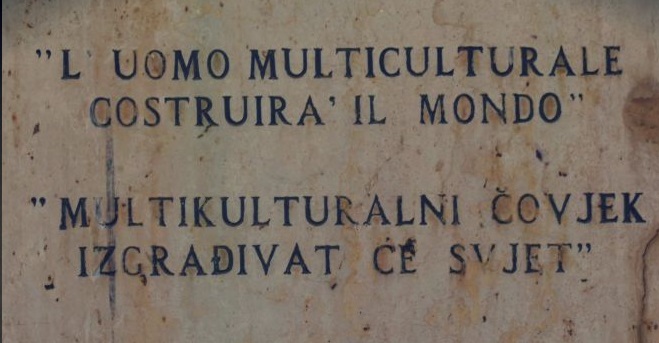 "L' UOMO MULTICULTURALE
COSTRUIRA' IL MONDO"
"MULTIKULTURALNI ČOVJEK
IZGRAĐIVAT ĆE SVJET"